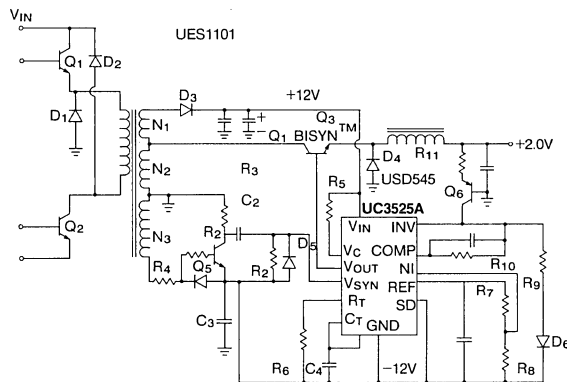 VIN
UES1101
Q1
D2
D3
+12V
Q3
D1
N1
Q1 BISYN™
D4
R11
+2.0V
N2
R3
R5
USD545
Q6
C2
UC3525A
Q2
N3
R2
D5
VIN INV
VC COMP
R10
R4
Q5
R2
VOUT NI
R9
VSYN REF
R7
RT SD
C3
CT GND
D6
R6
C4
–12V
R8